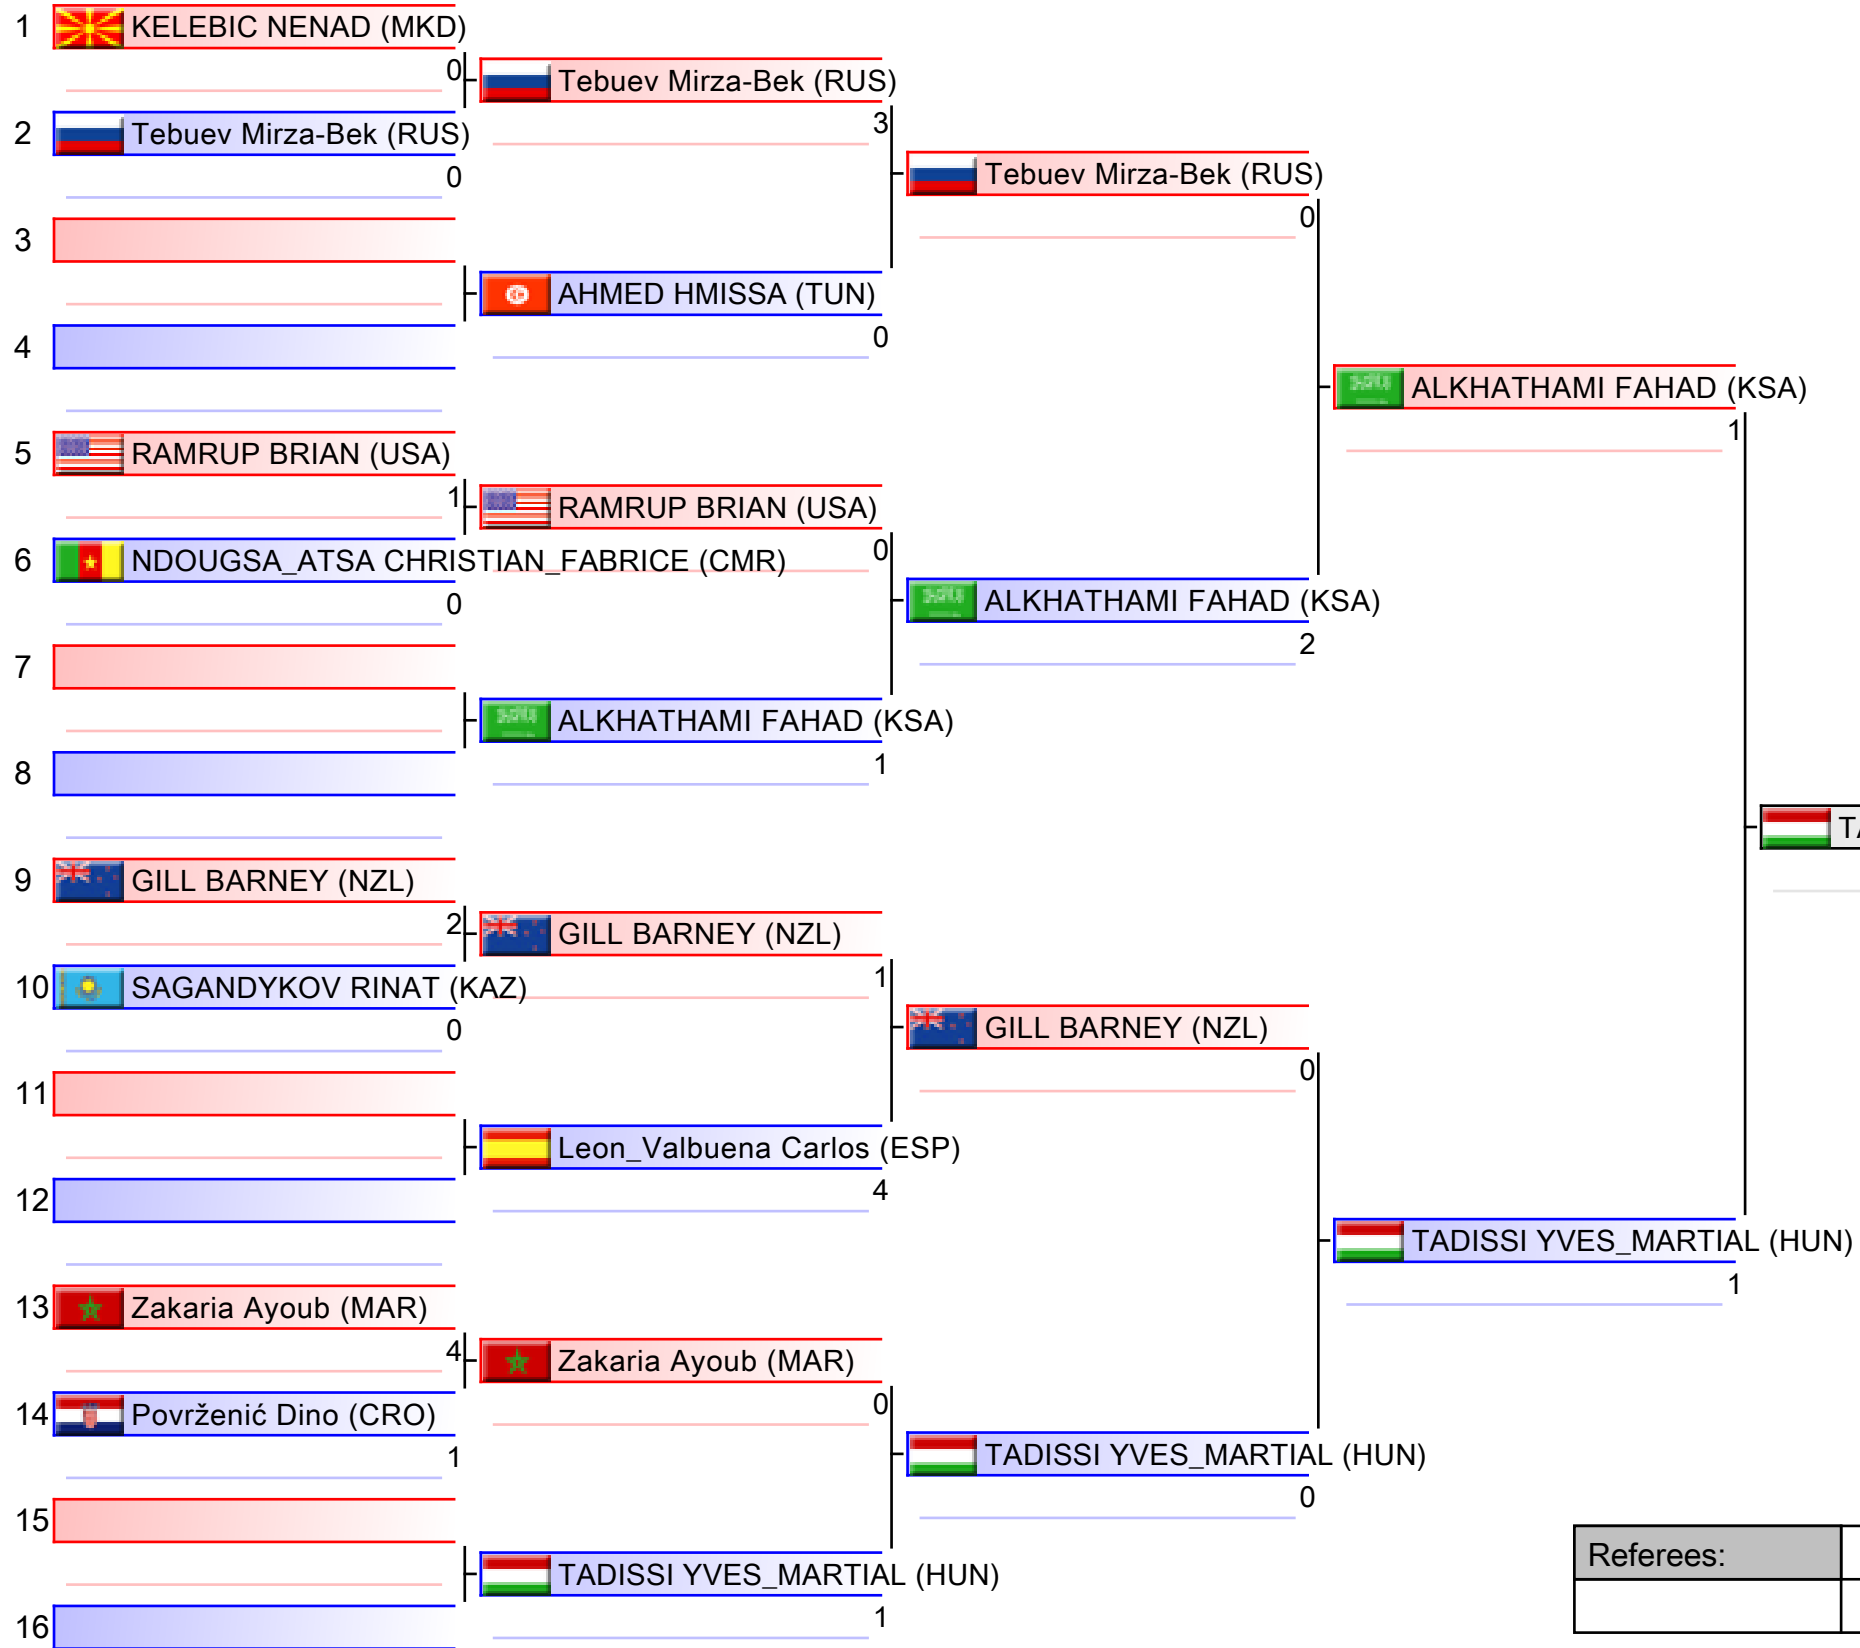 1 KELEBIC NENAD (MKD)
0 Tebuev Mirza-Bek (RUS)
2 Tebuev Mirza-Bek (RUS) 3
0 Tebuev Mirza-Bek (RUS)
3 0
AHMED HMISSA (TUN)
4 0
ALKHATHAMI FAHAD (KSA)
1
5 RAMRUP BRIAN (USA)
1 RAMRUP BRIAN (USA)
6 NDOUGSA_ATSA CHRISTIAN_FABRICE (CMR) 0
0 ALKHATHAMI FAHAD (KSA)
7 2
ALKHATHAMI FAHAD (KSA)
8 1
TA
9 GILL BARNEY (NZL)
2 GILL BARNEY (NZL)
10 SAGANDYKOV RINAT (KAZ) 1
0 GILL BARNEY (NZL)
11 0
Leon_Valbuena Carlos (ESP)
12 4
TADISSI YVES_MARTIAL (HUN)
1
13 Zakaria Ayoub (MAR)
4 Zakaria Ayoub (MAR)
14 Povrženić Dino (CRO) 0
1 TADISSI YVES_MARTIAL (HUN)
15 0
Referees:
TADISSI YVES_MARTIAL (HUN)
16 1